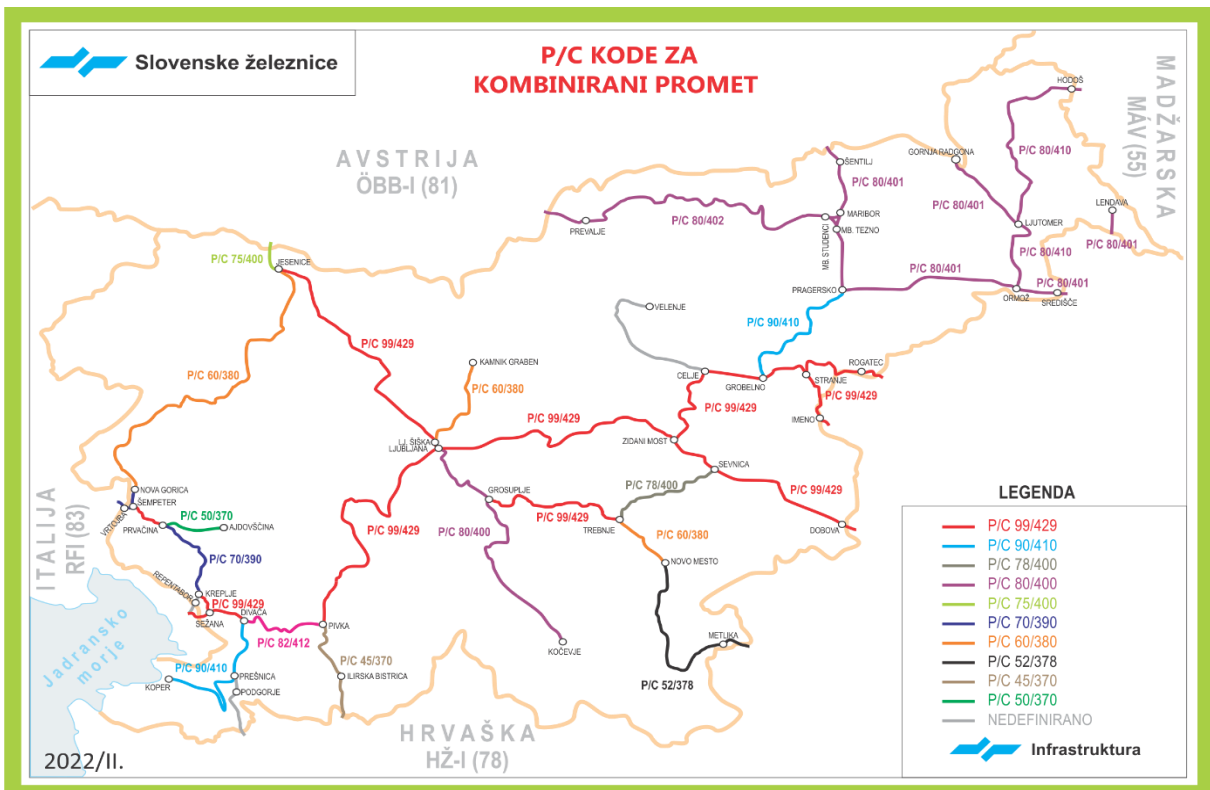 Slovenske železnice
P/C KODE ZA
KOMBINIRANI PROMET
MADŽARSKA
MÁV (55)
AVSTRIJA
ÖBB-I (81)
HODOŠ
GORNJA RADGONA
ŠENTILJ
P/C 80/410
P/C 80/401
P/C 80/401
LENDAVA
P/C 80/402
MARIBOR
PREVALJE
MB. STUDENCI
MB. TEZNO
LJUTOMER
P/C 80/401
P/C 80/410
P/C 75/400
JESENICE
P/C 80/401
P/C 80/401
PRAGERSKO
ORMOŽ
SREDIŠČE
VELENJE
P/C 90/410
P/C 99/429
KAMNIK GRABEN
ROGATEC
P/C 60/380
CELJE
STRANJE
P/C 60/380
GROBELNO
P/C 99/429
P/C 99/429
IMENO
P/C 99/429
LJ. ŠIŠKA
LJUBLJANA
ZIDANI MOST
SEVNICA
P/C 78/400
NOVA GORICA
GROSUPLJE
P/C 99/429
ŠEMPETER
VRTOJBA
P/C 50/370
P/C 99/429
PRVAČINA
AJDOVŠČINA
P/C 99/429
P/C 80/400
TREBNJE
P/C 60/380
DOBOVA
ITALIJA
RFI (83)
P/C 70/390
NOVO MESTO
REPENTABOR
KREPLJE
P/C 99/429
SEŽANA
DIVAČA
PIVKA
P/C 82/412
KOČEVJE
METLIKA
Jadransko
morje
P/C 90/410
P/C 45/370
PREŠNICA
ILIRSKA BISTRICA
KOPER
PODGORJE
P/C 52/378
HRVAŠKA
HŽ-I (78)
2022/II.
LEGENDA
P/C 99/429
P/C 90/410
P/C 78/400
P/C 80/400
P/C 75/400
P/C 70/390
P/C 60/380
P/C 52/378
P/C 45/370
P/C 50/370
NEDEFINIRANO
Infrastruktura